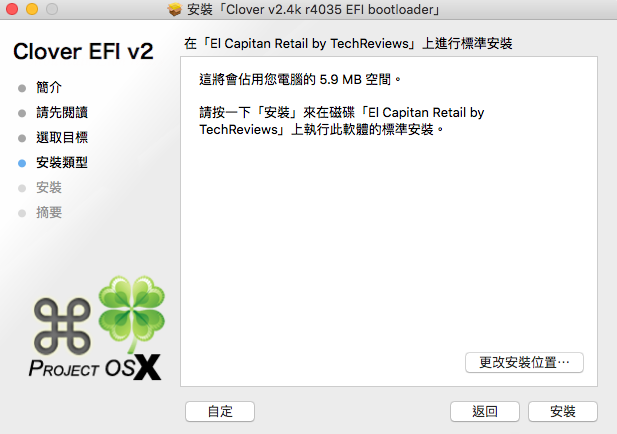 安裝「Clover v2.4k r4035 EFI bootloader」
Clover EFI v2
在「El Capitan Retail by TechReviews」上進行標準安裝
簡介
請先閱讀
選取目標
安裝類型
安裝
摘要
這將會佔用您電腦的 5.9 MB 空間。
請按一下「安裝」來在磁碟「El Capitan Retail by
TechReviews」上執行此軟體的標準安裝。
PROJECT OSX
更改安裝位置⋯
自定
返回
安裝